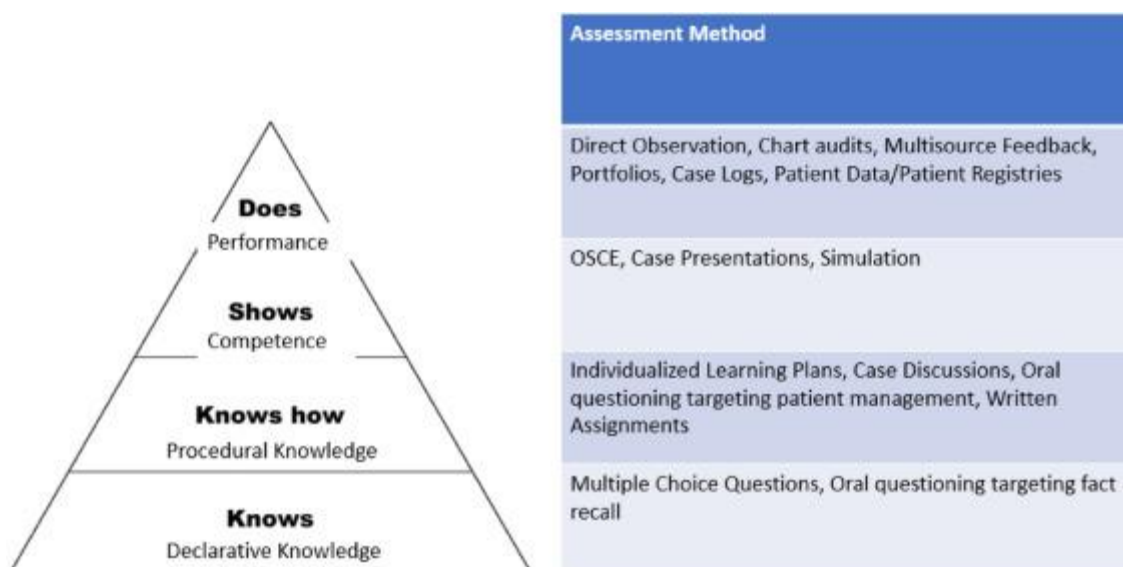 Assessment Method
Does
Performance
Direct Observation, Chart audits, Multisource Feedback,
Portfolios, Case Logs, Patient Data/Patient Registries
Shows
Competence
OSCE, Case Presentations, Simulation
Knows how
Procedural Knowledge
Individualized Learning Plans, Case Discussions, Oral
questioning targeting patient management, Written
Assignments
Knows
Declarative Knowledge
Multiple Choice Questions, Oral questioning targeting fact
recall